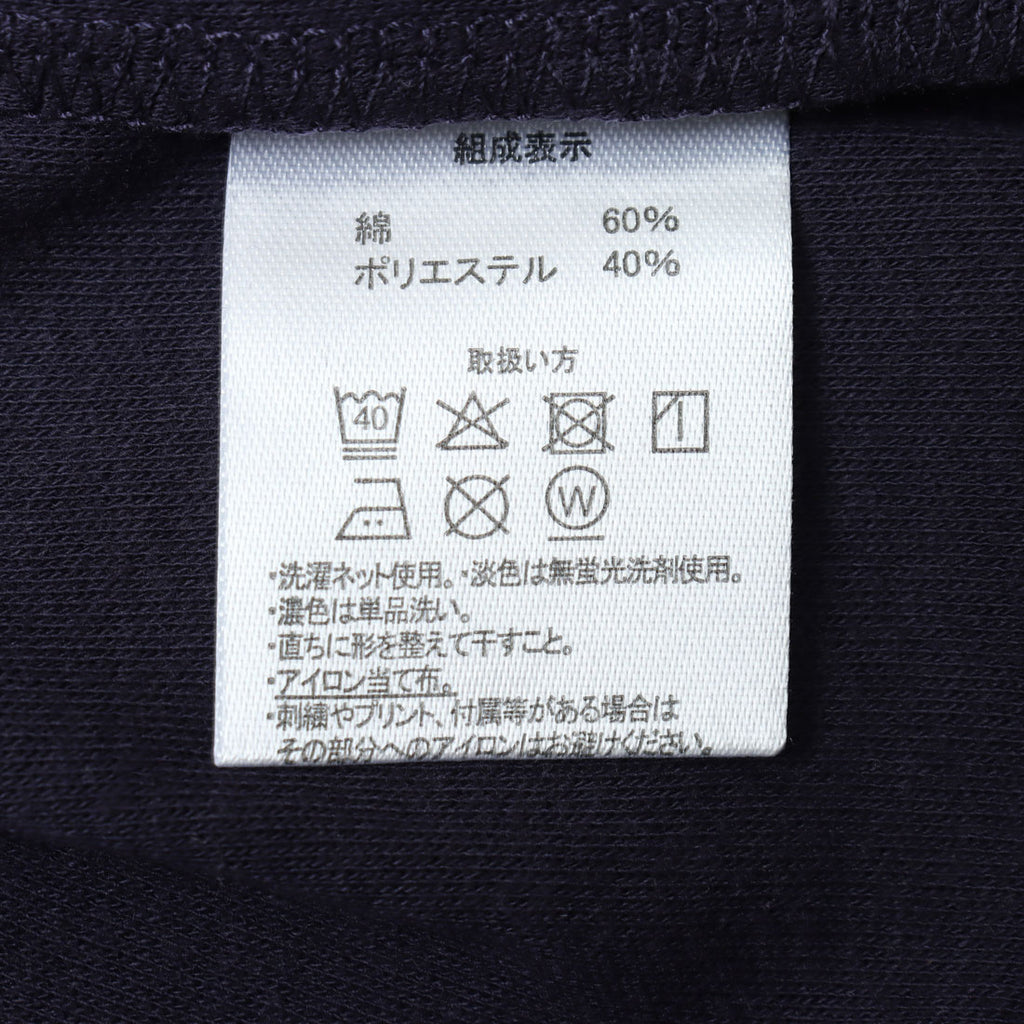 組成表示
綿 60%
ポリエステル 40%
取扱い方
40
W
・洗濯ネット使用。・淡色は無蛍光洗剤使用。
・濃色は単品洗い。
・直ちに形を整えて干すこと。
・アイロン当て布。
・刺繍やプリント、付属等がある場合は
その部分へのアイロンはお避けください。